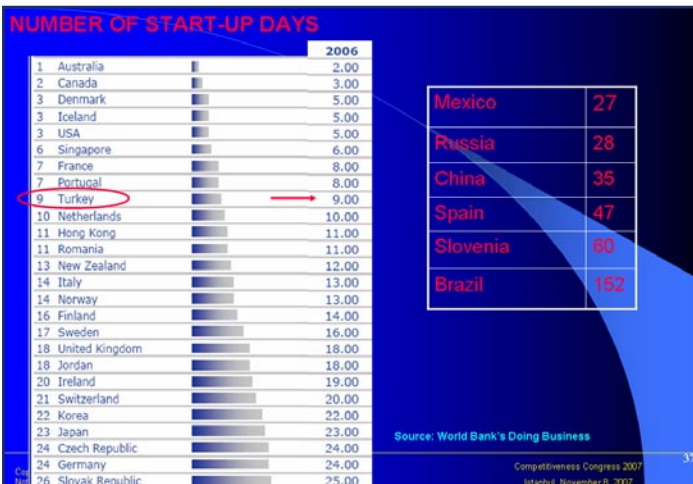 NUMBER OF START-UP DAYS
2006
1 Australia 2.00
2 Canada 3.00
3 Denmark 5.00
3 Iceland 5.00
3 USA 5.00
6 Singapore 6.00
7 France 8.00
7 Portugal 8.00
9 Turkey 9.00
10 Netherlands 10.00
11 Hong Kong 11.00
11 Romania 11.00
13 New Zealand 12.00
14 Italy 13.00
14 Norway 13.00
16 Finland 14.00
17 Sweden 16.00
18 United Kingdom 18.00
18 Jordan 18.00
20 Ireland 19.00
21 Switzerland 20.00
22 Korea 22.00
23 Japan 23.00
24 Czech Republic 24.00
24 Germany 24.00
26 Slovak Republic 25.00
Mexico 27
Russia 28
China 35
Spain 47
Slovenia 60
Brazil 152
Source: World Bank's Doing Business
Competitiveness Congress 2007
Istanbul, November 8, 2007